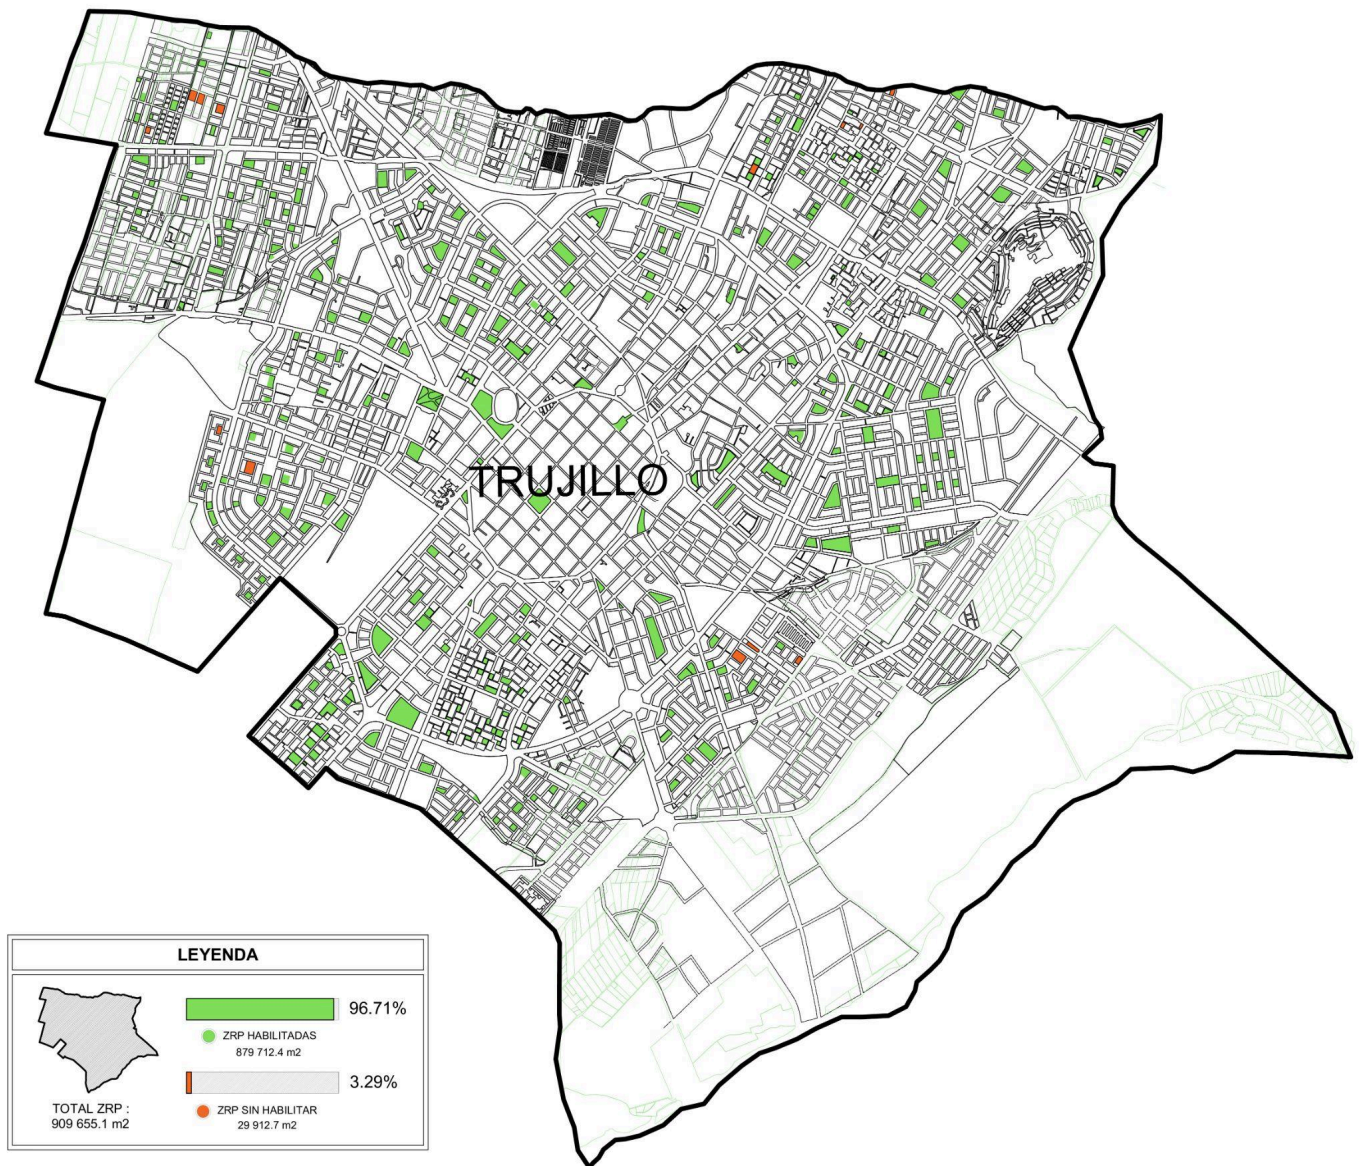 TRUJILLO
LEYENDA
96.71%
ZRP HABILITADAS
879 712.4 m2
3.29%
ZRP SIN HABILITAR
29 912.7 m2
TOTAL ZRP :
909 655.1 m2